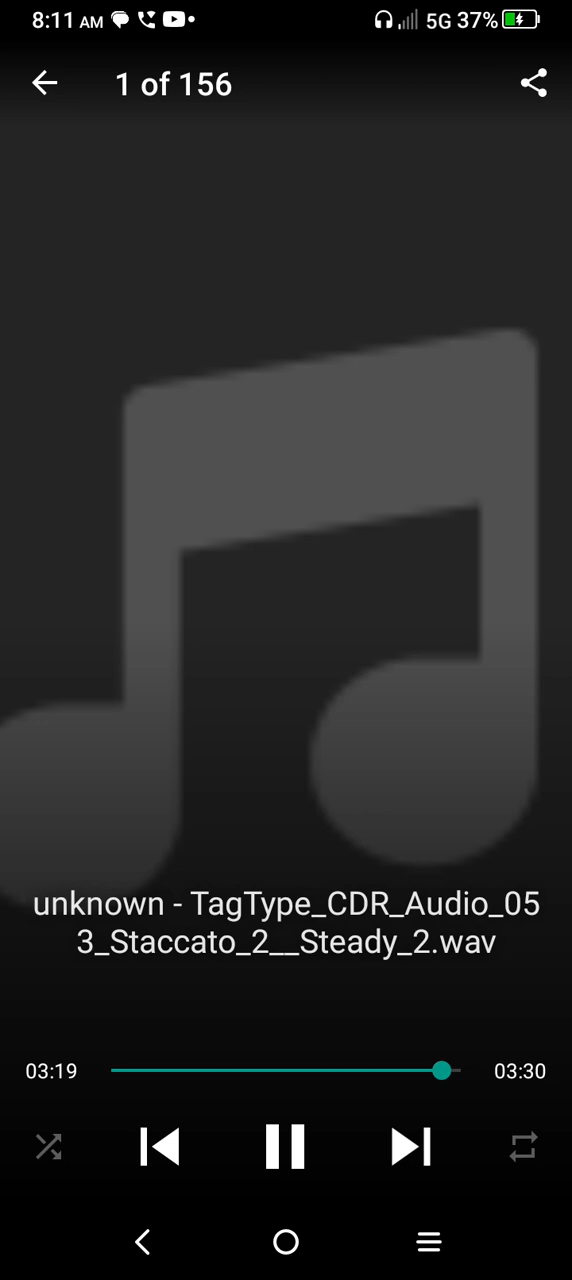 8:11 AM 5G 37%
1 of 156
unknown - TagType_CDR_Audio_05
3_Staccato_2__Steady_2.wav
03:19 03:30